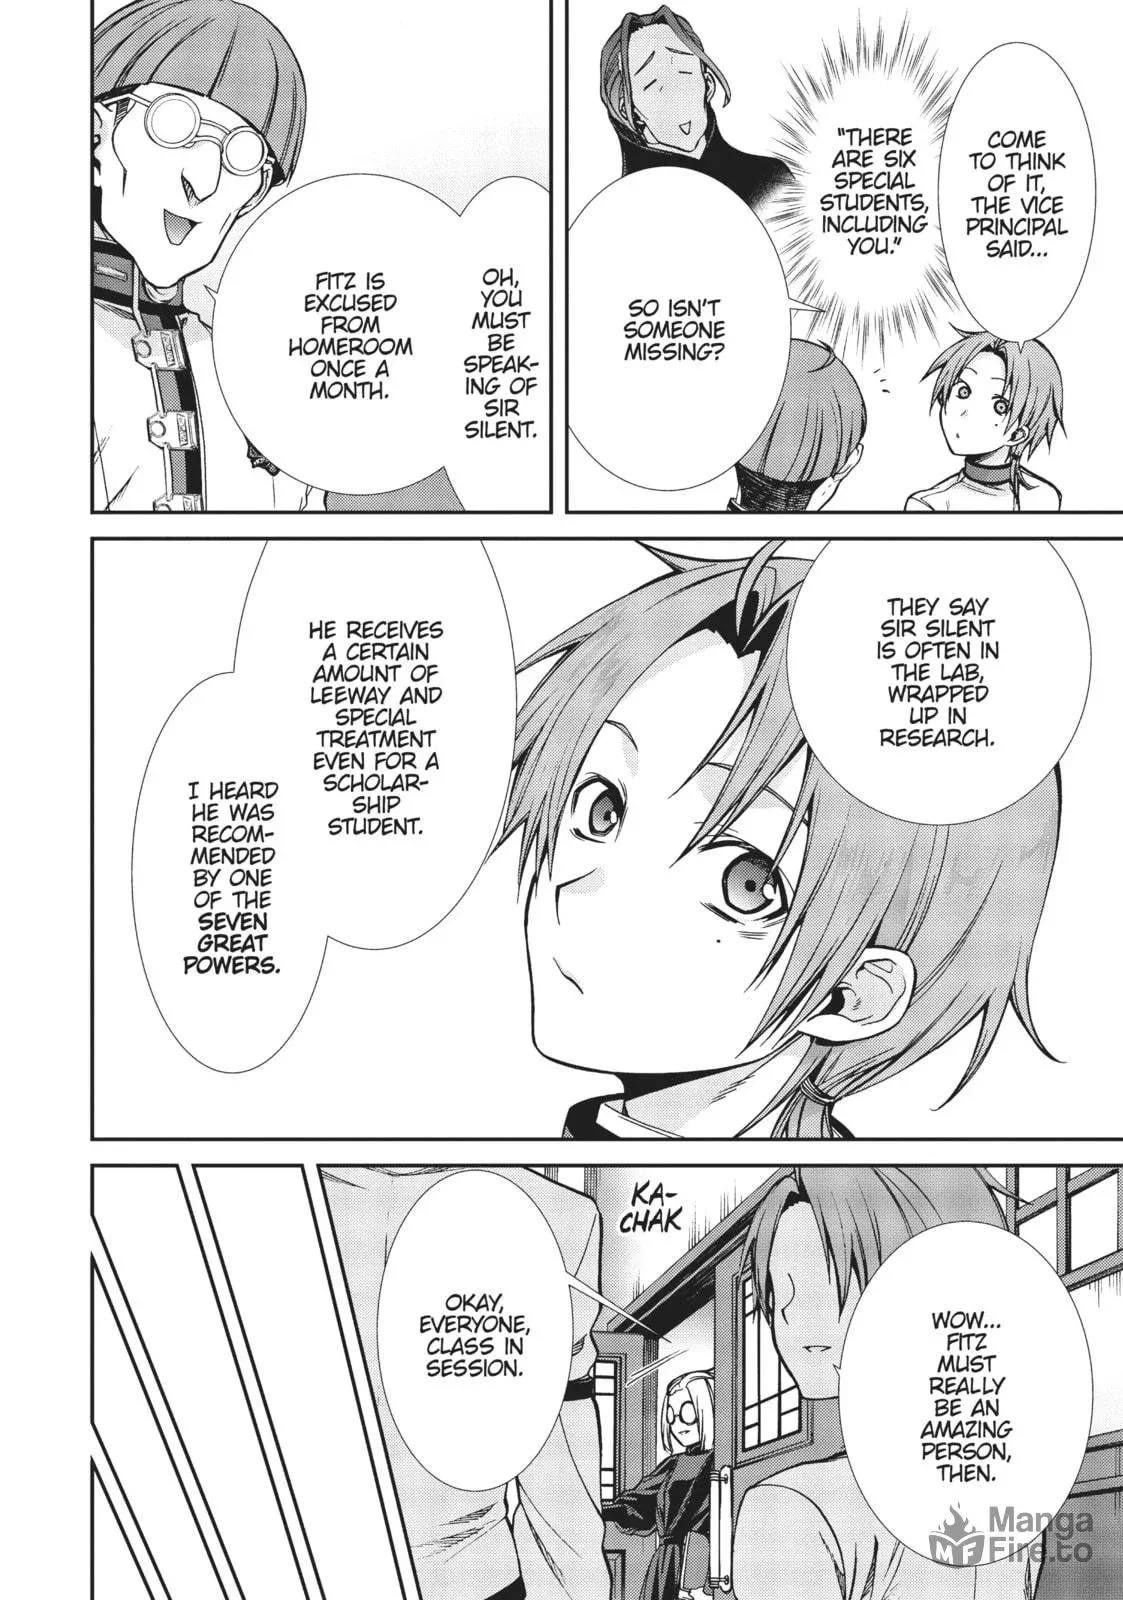 COME
TO THINK
OF IT,
THE VICE
PRINCIPAL
SAID...
"THERE
ARE SIX
SPECIAL
STUDENTS,
INCLUDING
YOU."
SO ISN'T
SOMEONE
MISSING?
OH,
YOU
MUST
BE
SPEAK-
ING OF
SIR
SILENT.
FITZ IS
EXCUSED
FROM
HOMEROOM
ONCE A
MONTH.
THEY SAY
SIR SILENT
IS OFTEN IN
THE LAB,
WRAPPED
UP IN
RESEARCH.
HE RECEIVES
A CERTAIN
AMOUNT OF
LEEWAY AND
SPECIAL
TREATMENT
EVEN FOR A
SCHOLAR-
SHIP
STUDENT.
I HEARD
HE WAS
RECOM-
MENDED
BY ONE
OF THE
SEVEN
GREAT
POWERS.
WOW...
FITZ
MUST
REALLY
BE AN
AMAZING
PERSON,
THEN.
KA-
CHAK
OKAY,
EVERYONE,
CLASS IN
SESSION.
MF
Manga
Fire.to